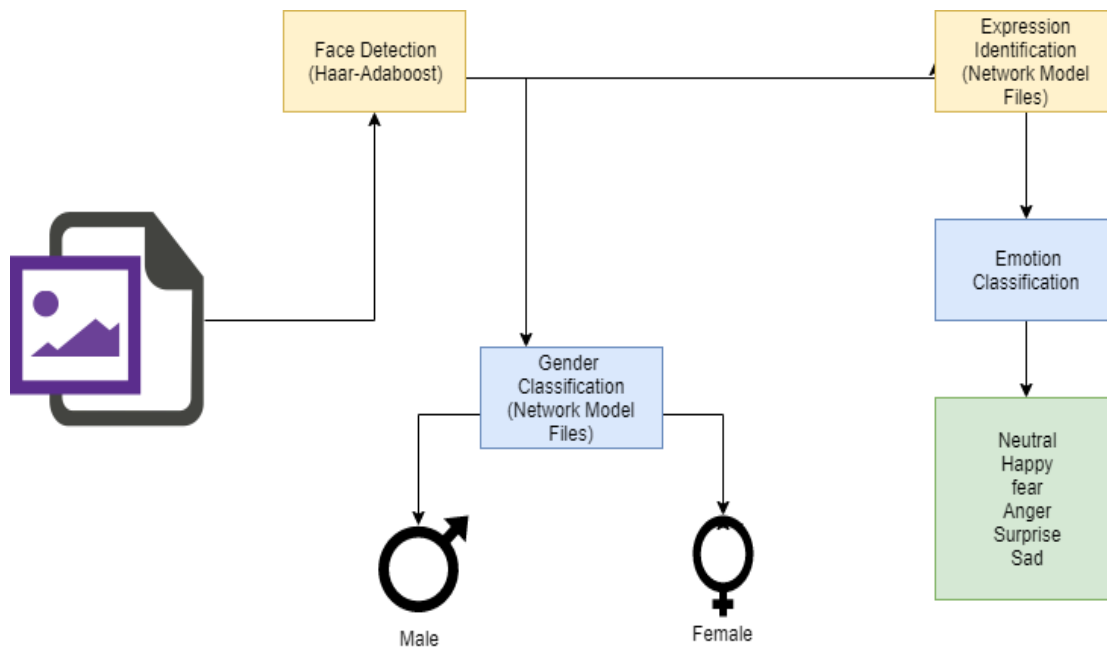 Face Detection
(Haar-Adaboost)
Expression
Identification
(Network Model
Files)
Emotion
Classification
Gender
Classification
(Network Model
Files)
Neutral
Happy
fear
Anger
Surprise
Sad
Male
Female